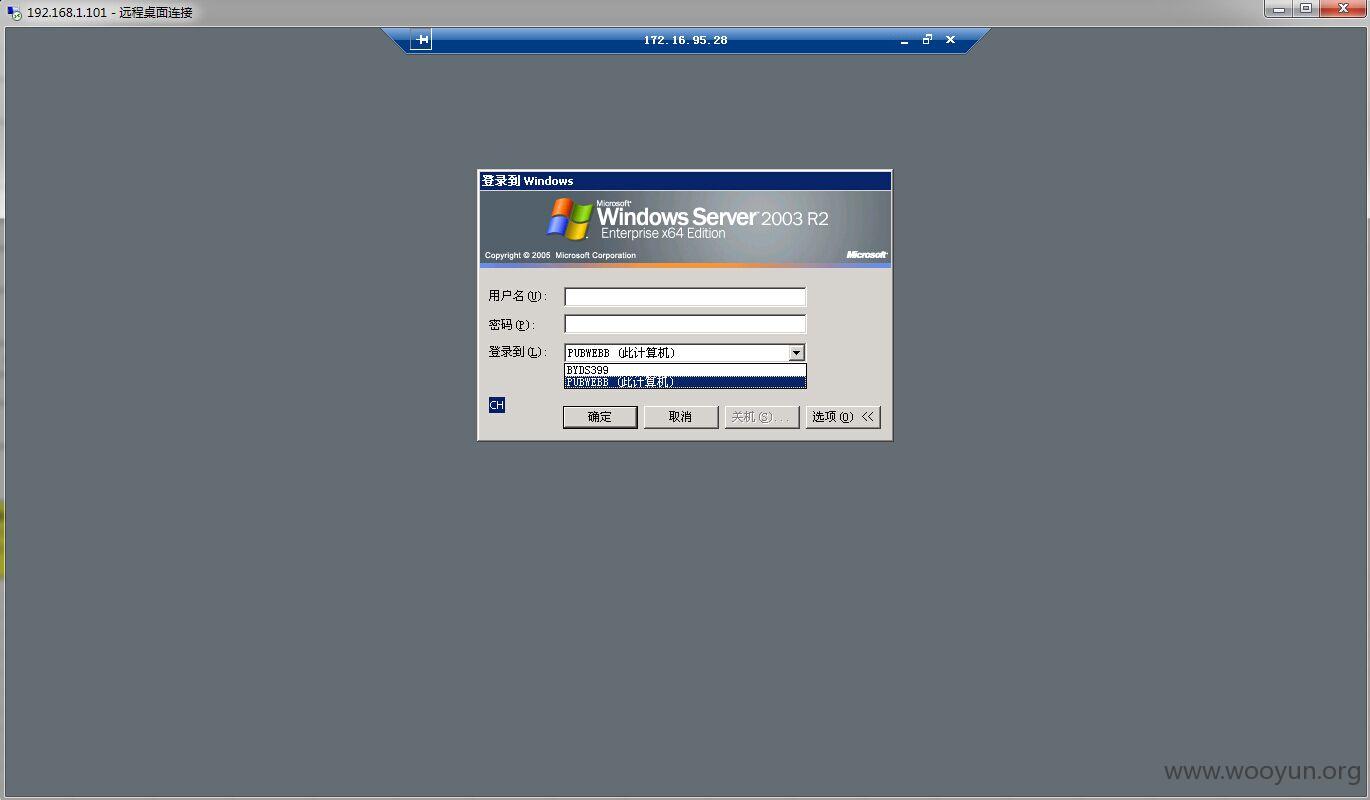 192.168.1.101 - 远程桌面连接
172.16.95.28
登录到 Windows
Microsoft
Windows Server 2003 R2
Enterprise x64 Edition
Copyright © 2005 Microsoft Corporation
Microsoft
用户名(U):
密码(P):
登录到(L):
PUBWEBB (此计算机)
BYDS399
PUBWEBB (此计算机)
CH
确定
取消
关机(S)...
选项(O) <<
www.wooyun.org